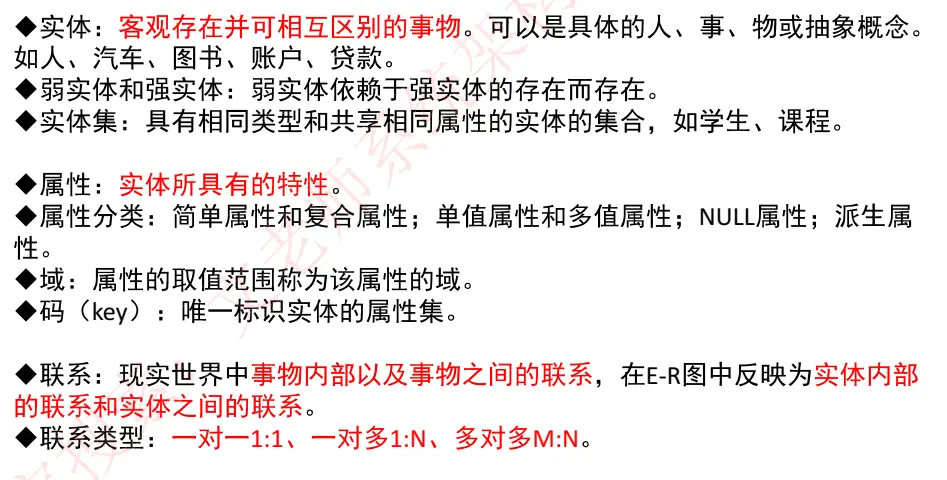 ◆实体：客观存在并可相互区别的事物。可以是具体的人、事、物或抽象概念。
如人、汽车、图书、账户、贷款。
◆弱实体和强实体：弱实体依赖于强实体的存在而存在。
◆实体集：具有相同类型和共享相同属性的实体的集合，如学生、课程。
◆属性：实体所具有的特性。
◆属性分类：简单属性和复合属性；单值属性和多值属性；NULL属性；派生属
性。
◆域：属性的取值范围称为该属性的域。
◆码（key）：唯一标识实体的属性集。
◆联系：现实世界中事物内部以及事物之间的联系，在E-R图中反映为实体内部
的联系和实体之间的联系。
◆联系类型：一对一1:1、一对多1:N、多对多M:N。